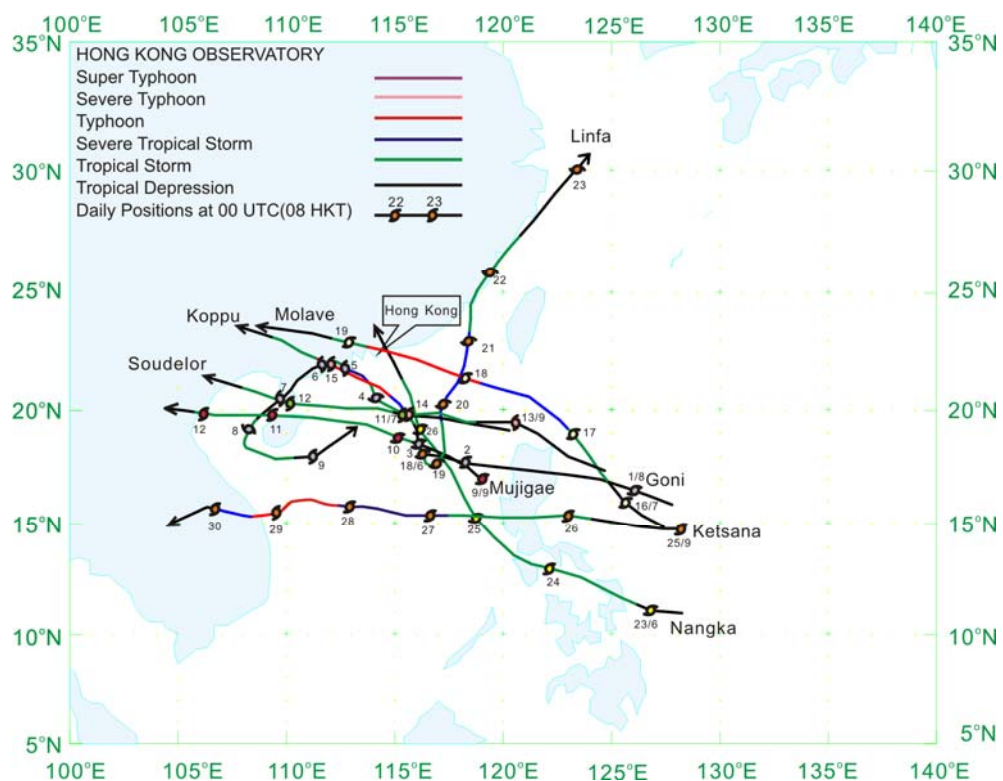 100°E 105°E 110°E 115°E 120°E 125°E 130°E 135°E 140°E
35°N 35°N
HONG KONG OBSERVATORY
Super Typhoon
Severe Typhoon
Typhoon
Severe Tropical Storm
Tropical Storm
Tropical Depression
22 23
Daily Positions at 00 UTC(08 HKT)
Linfa
30°N 23 30°N
25°N 22 25°N
Koppu Molave 19 Hong Kong
21
Soudelor 6 15 5 18
7 12 4 11/7 14 20 13/9
20°N 20°N
12 11 8 10 26 17
9 3 18/6 19 2 9/9 Mujigae 1/8 Goni
16/7
15°N 30 29 28 27 25 26 25/9 Ketsana 15°N
24
23/6 Nangka
10°N 10°N
5°N 5°N
100°E 105°E 110°E 115°E 120°E 125°E 130°E 135°E 140°E